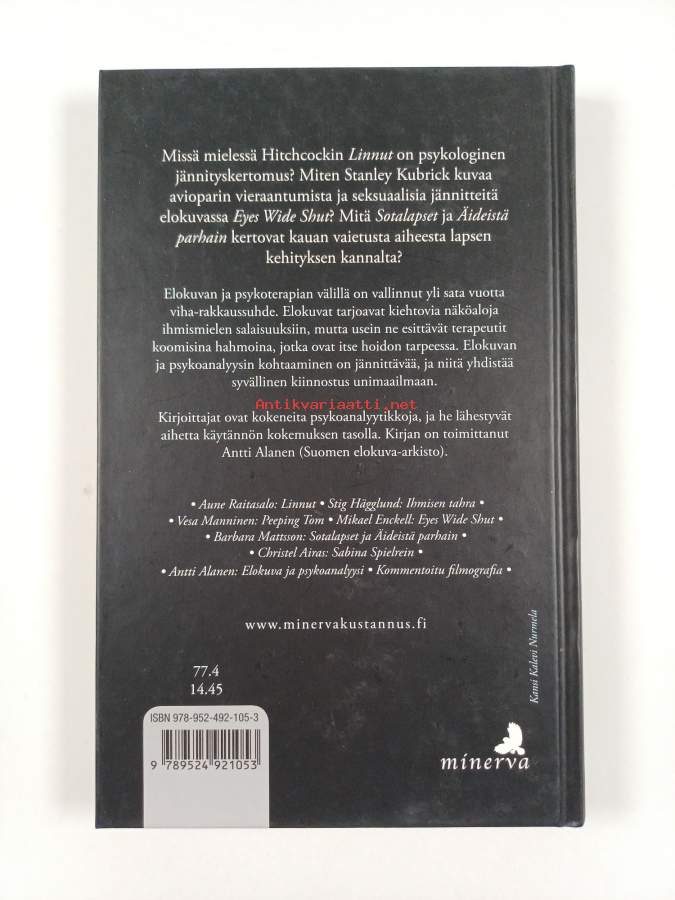 Missä mielessä Hitchcockin Linnut on psykologinen
jännityskertomus? Miten Stanley Kubrick kuvaa
avioparin vieraantumista ja seksuaalisia jännitteitä
elokuvassa Eyes Wide Shut? Mitä Sotalapset ja Äideistä
parhain kertovat kauan vaietusta aiheesta lapsen
kehityksen kannalta?
Elokuvan ja psykoterapian välillä on vallinnut yli sata vuotta
viha-rakkaussuhde. Elokuvat tarjoavat kiehtovia näköaloja
ihmismielen salaisuuksiin, mutta usein ne esittävät terapeutit
koomisina hahmoina, jotka ovat itse hoidon tarpeessa. Elokuvan
ja psykoanalyysin kohtaaminen on jännittävää, ja niitä yhdistää
syvällinen kiinnostus unimaailmaan.
Antikvariaatti.net
Kirjoittajat ovat kokeneita psykoanalyytikkoja, ja he lähestyvät
aihetta käytännön kokemuksen tasolla. Kirjan on toimittanut
Antti Alanen (Suomen elokuva-arkisto).
• Aune Raitasalo: Linnut • Stig Hägglund: Ihmisen tahra •
• Vesa Manninen: Peeping Tom • Mikael Enckell: Eyes Wide Shut •
• Barbara Mattsson: Sotalapset ja Äideistä parhain •
• Christel Airas: Sabina Spielrein •
• Antti Alanen: Elokuva ja psykoanalyysi • Kommentoitu filmografia •
www.minervakustannus.fi
Kansi Kalevi Nurmela
77.4
14.45
ISBN 978-952-492-105-3
9 789524 921053
minerva